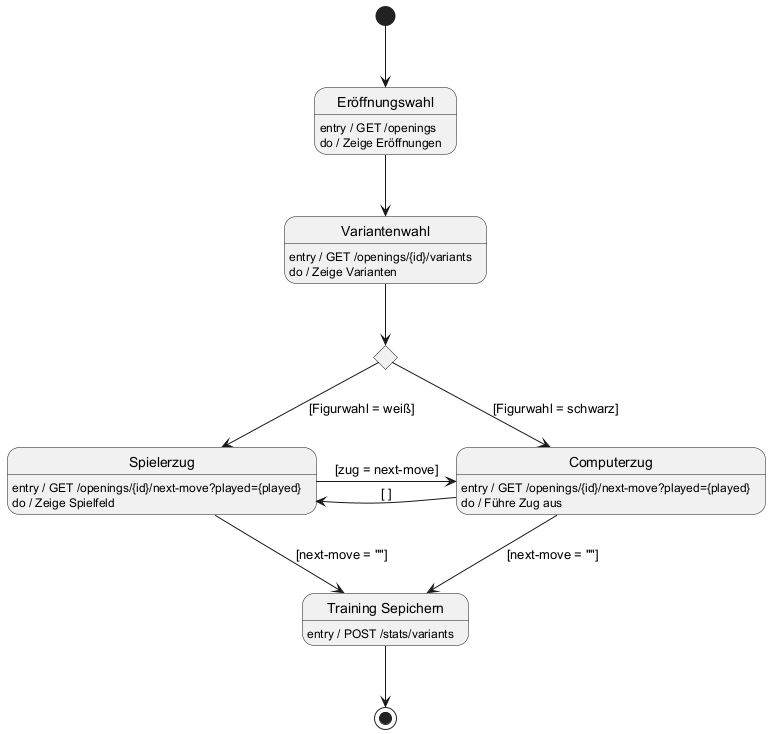 Eröffnungswahl
entry / GET /openings
do / Zeige Eröffnungen
Variantenwahl
entry / GET /openings/{id}/variants
do / Zeige Varianten
[Figurwahl = weiß]
[Figurwahl = schwarz]
Spielerzug
entry / GET /openings/{id}/next-move?played={played}
do / Zeige Spielfeld
[zug = next-move]
[ ]
Computerzug
entry / GET /openings/{id}/next-move?played={played}
do / Führe Zug aus
[next-move = ""]
[next-move = ""]
Training Sepichern
entry / POST /stats/variants